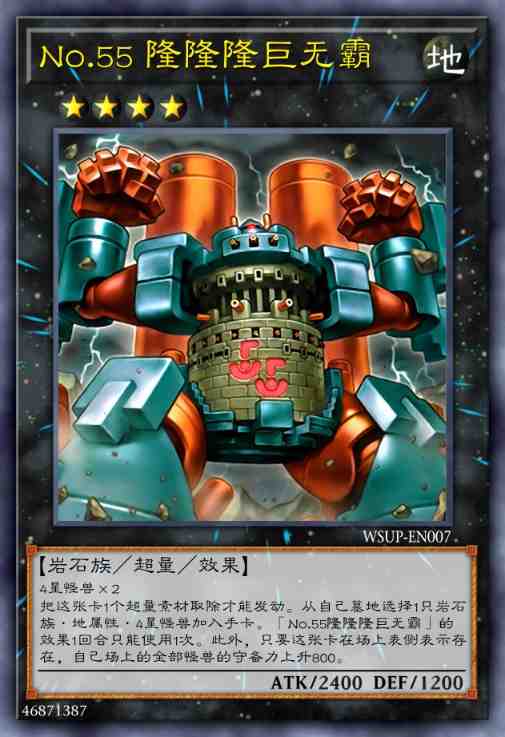 No.55 隆隆隆巨无霸
地
55
WSUP-EN007
【岩石族／超量／效果】
4星怪兽×2
把这张卡1个超量素材取除才能发动。从自己墓地选择1只岩石
族·地属性·4星怪兽加入手卡。「No.55隆隆隆巨无霸」的
效果1回合只能使用1次。此外，只要这张卡在场上表侧表示存
在，自己场上的全部怪兽的守备力上升800。
ATK/2400 DEF/1200
46871387